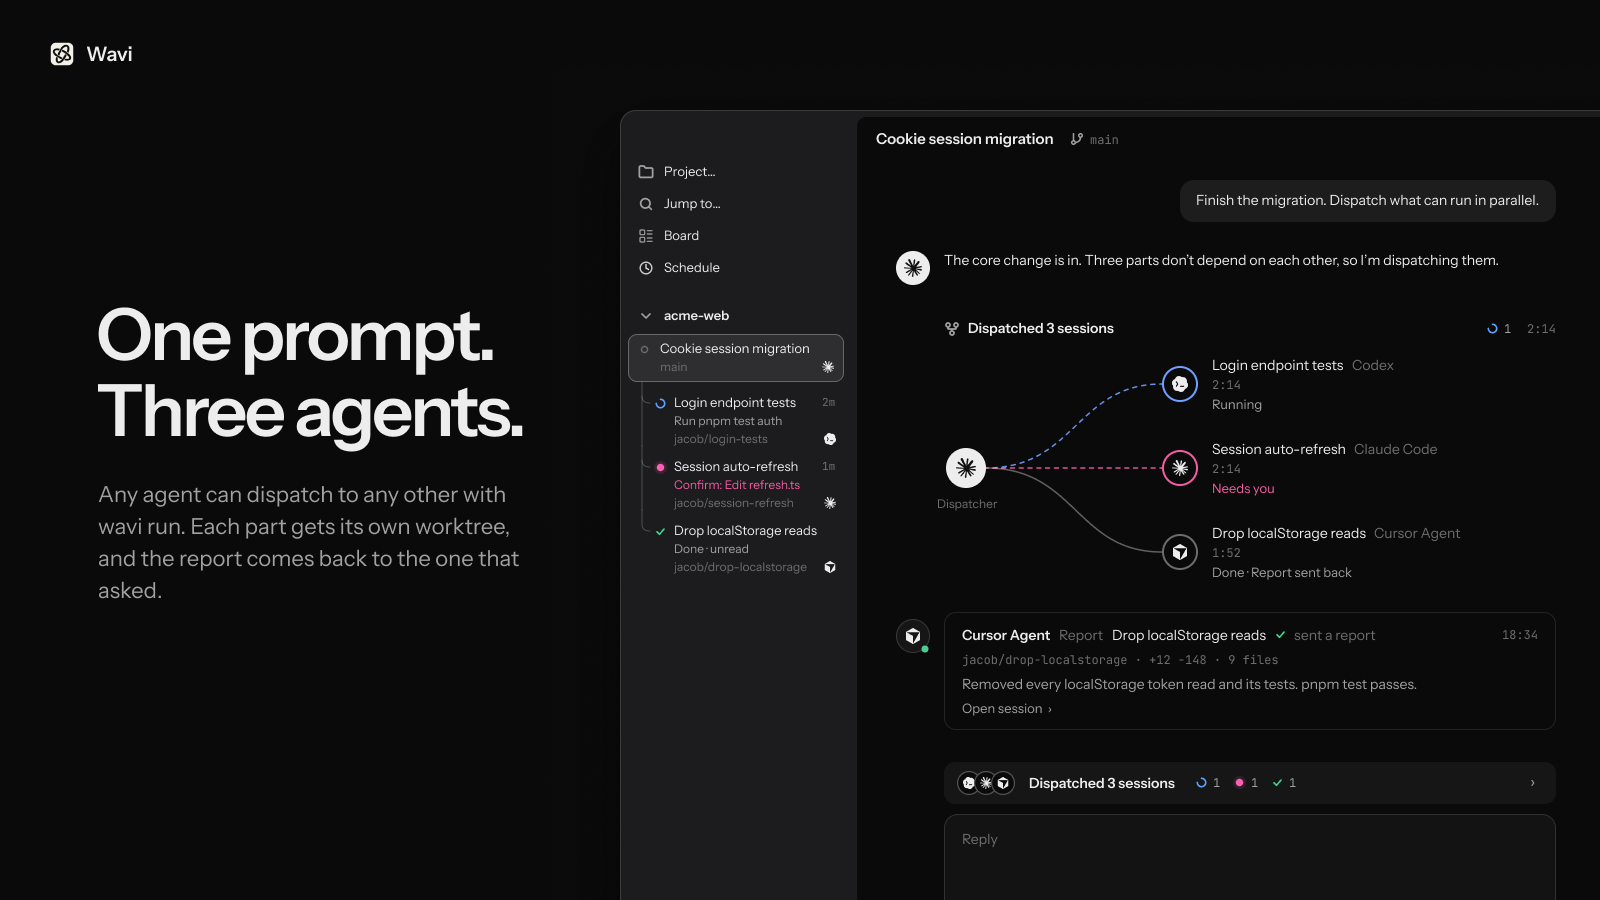 Wavi
One prompt.
Three agents.
Any agent can dispatch to any other with
wavi run. Each part gets its own worktree,
and the report comes back to the one that
asked.
Project...
Jump to...
Board
Schedule
acme-web
Cookie session migration
main
Login endpoint tests 2m
Run pnpm test auth
jacob/login-tests
Session auto-refresh 1m
Confirm: Edit refresh.ts
jacob/session-refresh
Drop localStorage reads
Done · unread
jacob/drop-localstorage
Cookie session migration main
Finish the migration. Dispatch what can run in parallel.
The core change is in. Three parts don't depend on each other, so I'm dispatching them.
Dispatched 3 sessions 1 2:14
Dispatcher
Login endpoint tests Codex
2:14
Running
Session auto-refresh Claude Code
2:14
Needs you
Drop localStorage reads Cursor Agent
1:52
Done · Report sent back
Cursor Agent Report Drop localStorage reads ✓ sent a report 18:34
jacob/drop-localstorage · +12 -148 · 9 files
Removed every localStorage token read and its tests. pnpm test passes.
Open session ›
Dispatched 3 sessions 1 1 1 ›
Reply